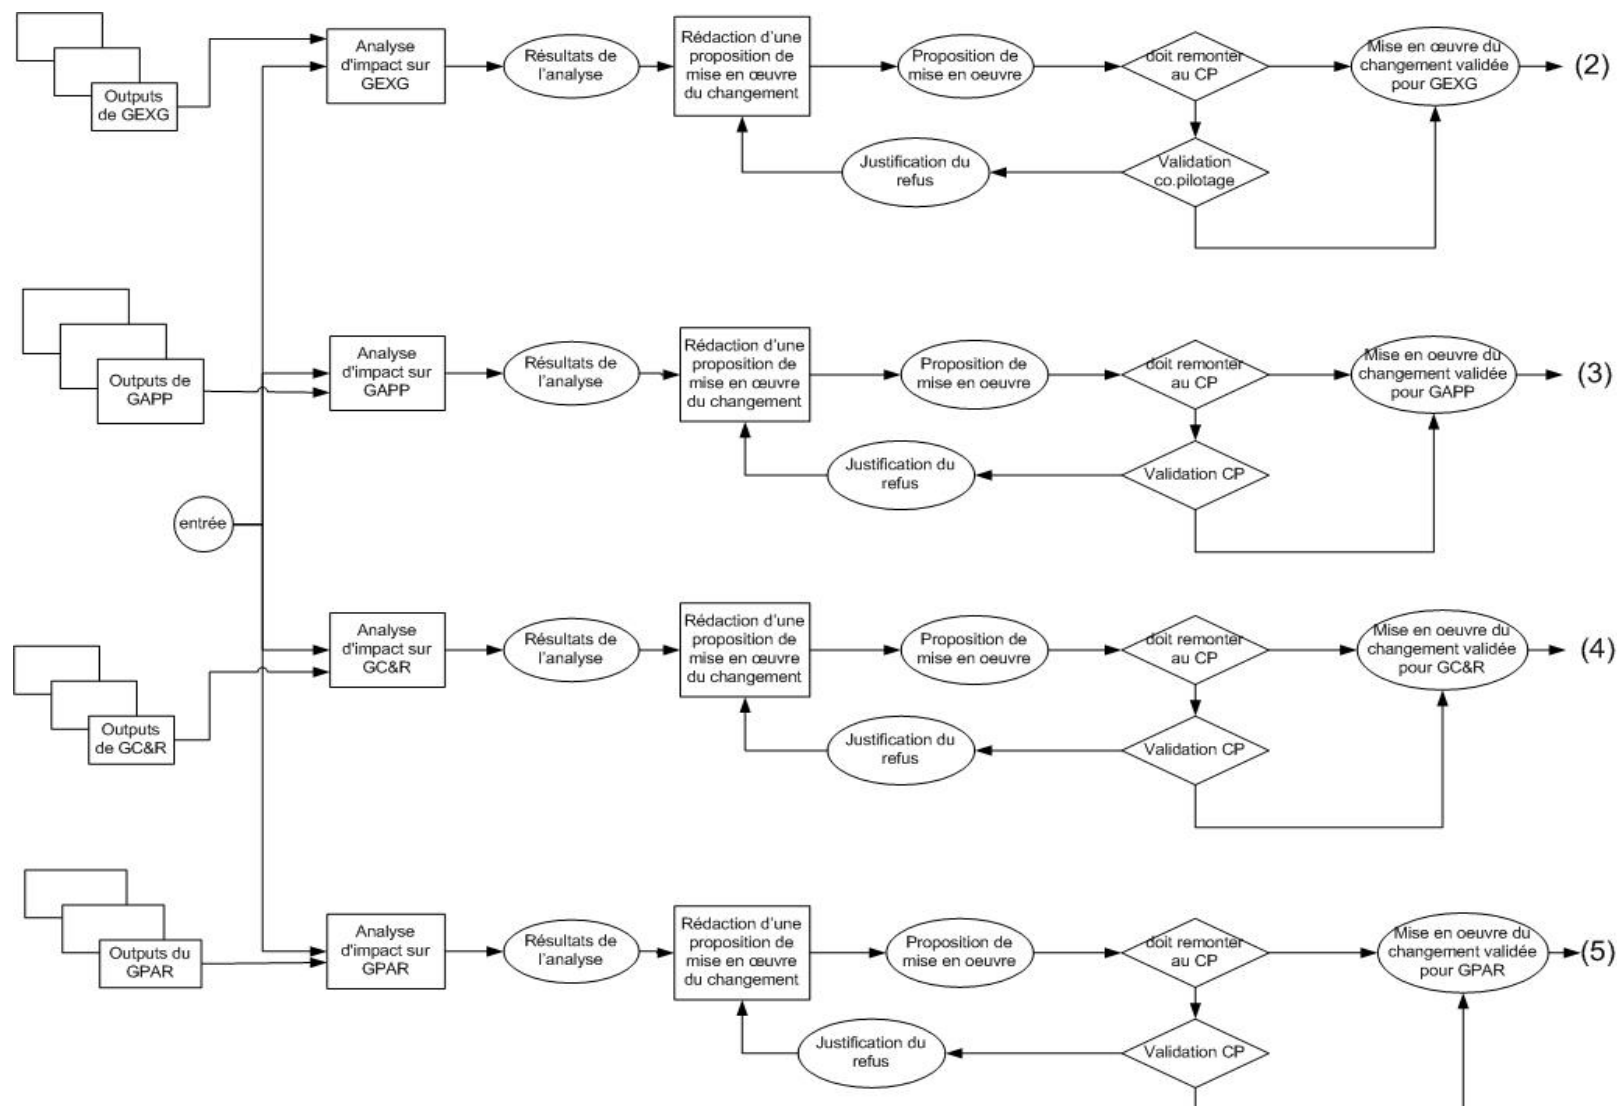 Outputs
de GEXG
Analyse
d'impact sur
GEXG
Résultats de
l'analyse
Rédaction d'une
proposition de
mise en œuvre
du changement
Proposition de
mise en oeuvre
doit remonter
au CP
Mise en œuvre du
changement validée
pour GEXG
(2)
Justification du
refus
Validation
co.pilotage
Outputs de
GAPP
Analyse
d'impact sur
GAPP
Résultats de
l'analyse
Rédaction d'une
proposition de
mise en œuvre
du changement
Proposition de
mise en oeuvre
doit remonter
au CP
Mise en oeuvre du
changement validée
pour GAPP
(3)
Justification du
refus
Validation CP
entrée
Outputs
de GC&R
Analyse
d'impact sur
GC&R
Résultats de
l'analyse
Rédaction d'une
proposition de
mise en œuvre
du changement
Proposition de
mise en oeuvre
doit remonter
au CP
Mise en oeuvre du
changement validée
pour GC&R
(4)
Justification du
refus
Validation CP
Outputs du
GPAR
Analyse
d'impact sur
GPAR
Résultats de
l'analyse
Rédaction d'une
proposition de
mise en œuvre
du changement
Proposition de
mise en oeuvre
doit remonter
au CP
Mise en oeuvre du
changement validée
pour GPAR
(5)
Justification du
refus
Validation CP